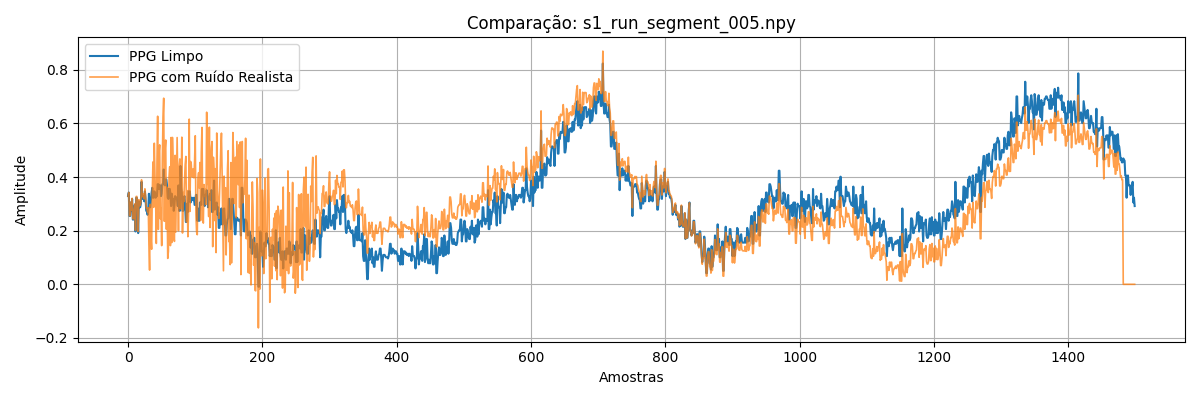 Comparação: s1_run_segment_005.npy
PPG Limpo
PPG com Ruído Realista
Amplitude
0.8
0.6
0.4
0.2
0.0
−0.2
0 200 400 600 800 1000 1200 1400
Amostras